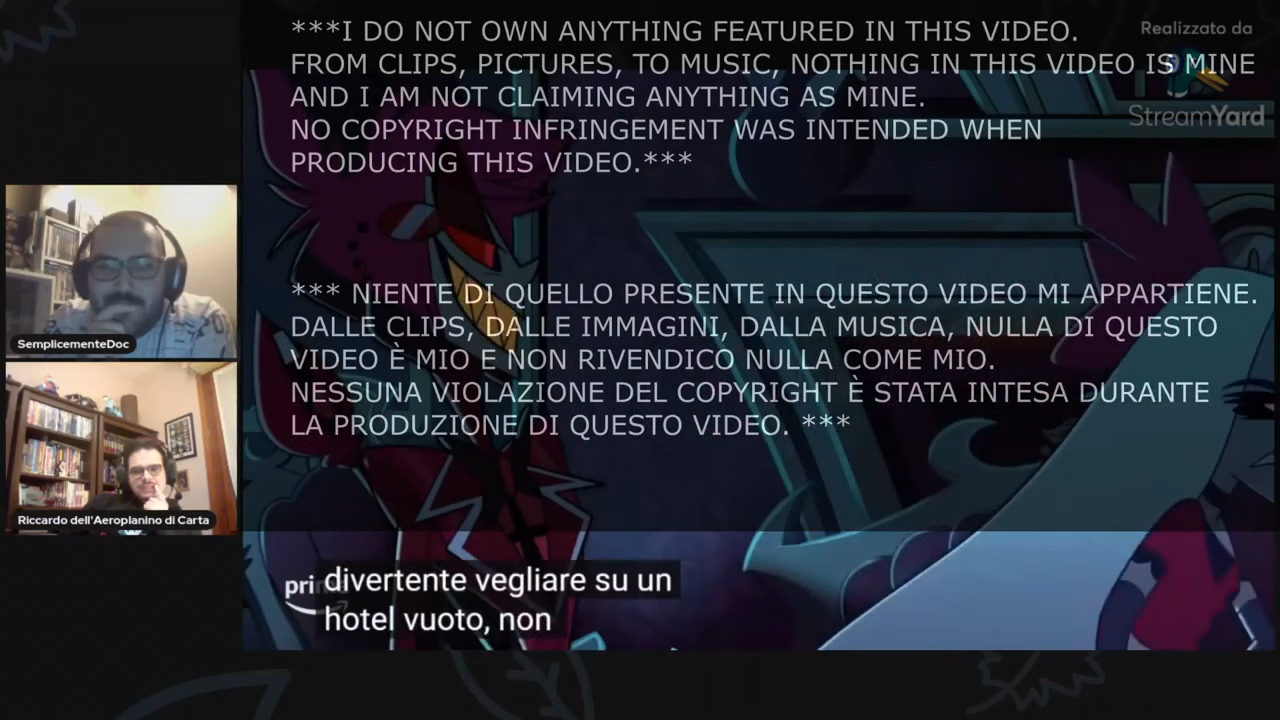 ***I DO NOT OWN ANYTHING FEATURED IN THIS VIDEO.
FROM CLIPS, PICTURES, TO MUSIC, NOTHING IN THIS VIDEO IS MINE
AND I AM NOT CLAIMING ANYTHING AS MINE.
NO COPYRIGHT INFRINGEMENT WAS INTENDED WHEN
PRODUCING THIS VIDEO.***
Realizzato da
StreamYard
*** NIENTE DI QUELLO PRESENTE IN QUESTO VIDEO MI APPARTIENE.
DALLE CLIPS, DALLE IMMAGINI, DALLA MUSICA, NULLA DI QUESTO
VIDEO È MIO E NON RIVENDICO NULLA COME MIO.
NESSUNA VIOLAZIONE DEL COPYRIGHT È STATA INTESA DURANTE
LA PRODUZIONE DI QUESTO VIDEO. ***
SemplicementeDoc
Riccardo dell'Aeroplanino di Carta
prime
divertente vegliare su un
hotel vuoto, non